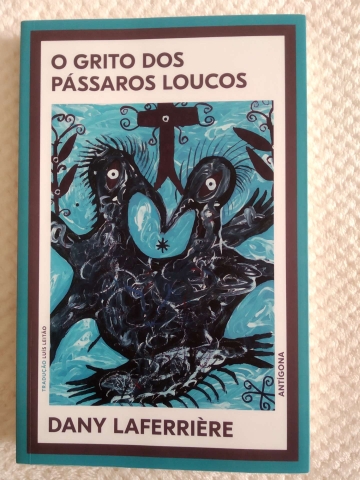 O GRITO DOS
PÁSSAROS LOUCOS
TRADUÇÃO LUÍS LEITÃO
ANTÍGONA
DANY LAFERRIÈRE